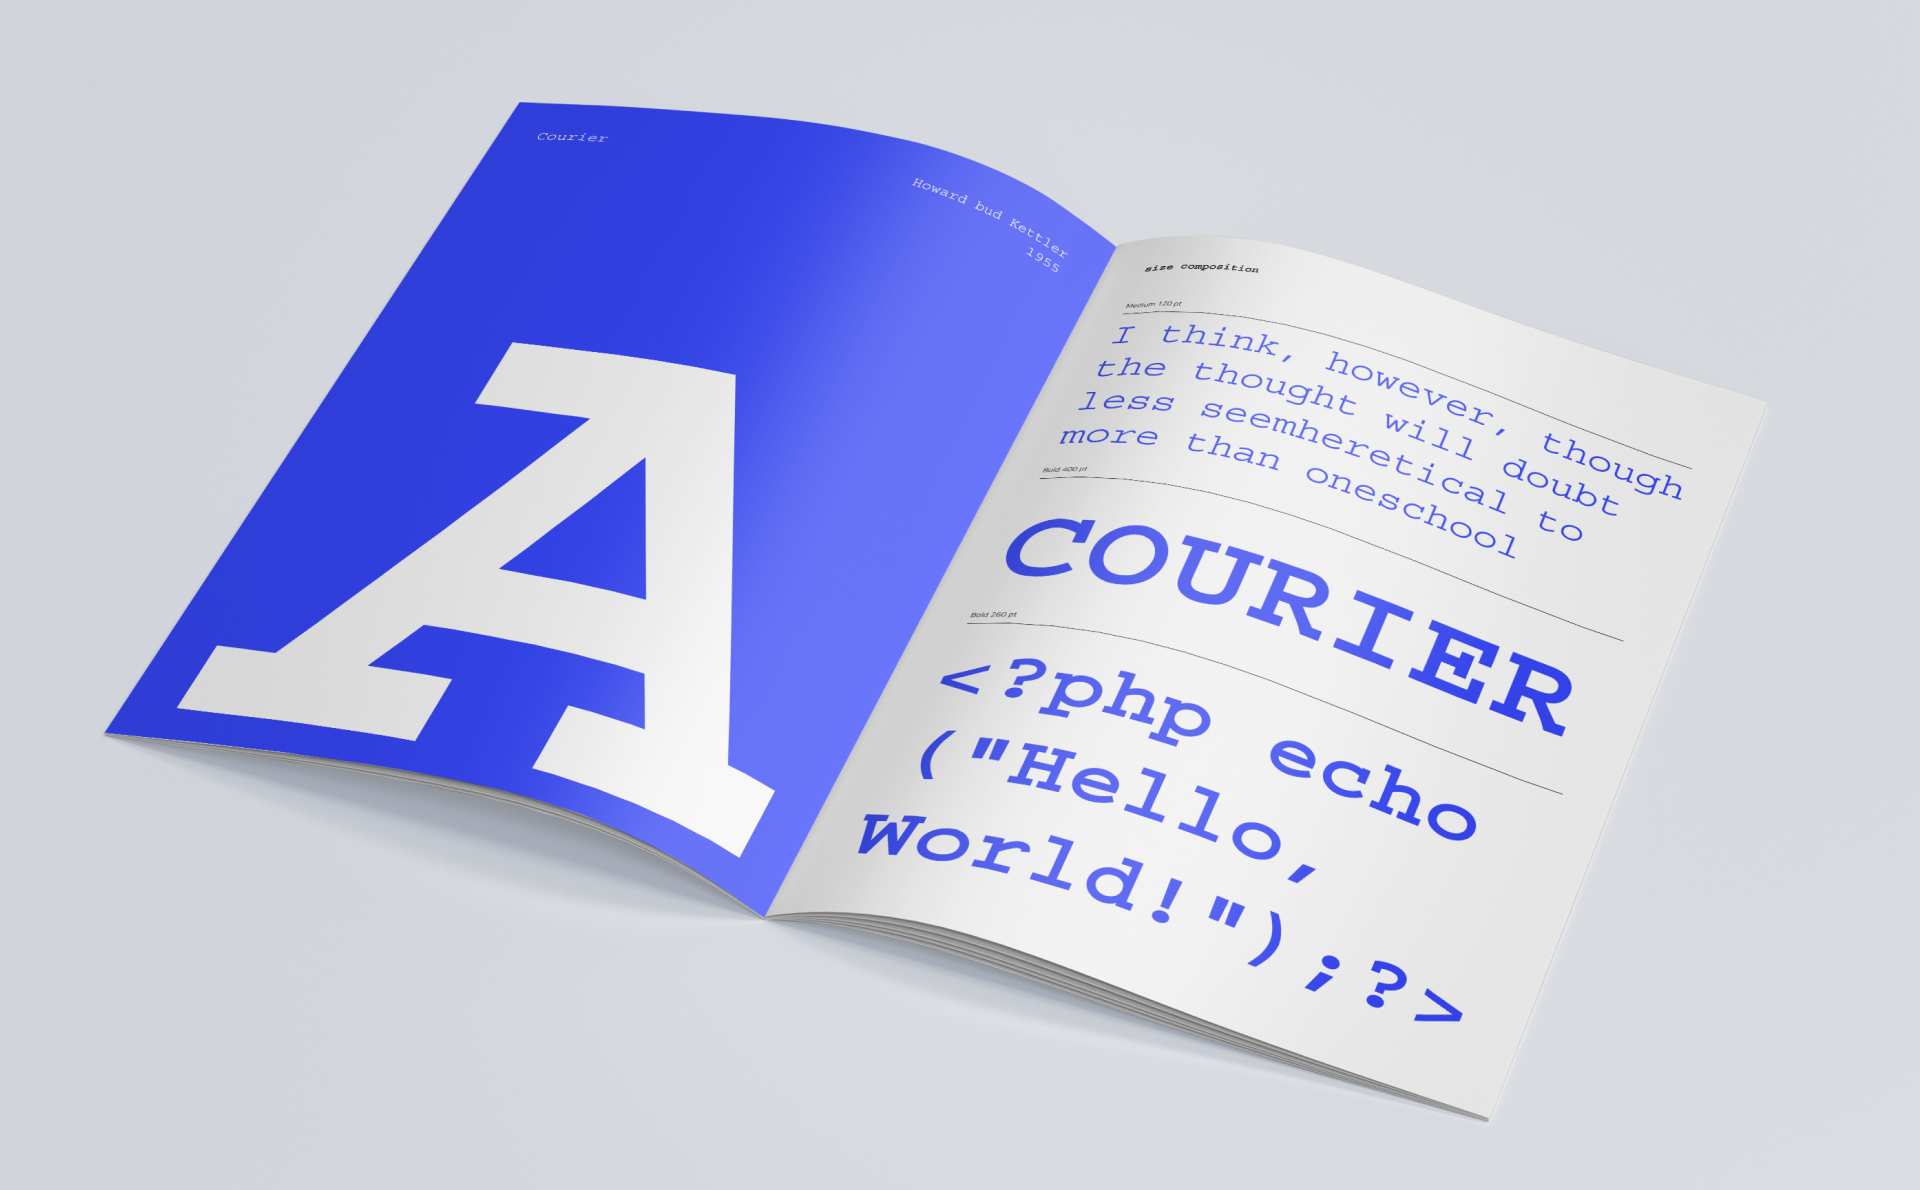 Courier
Howard bud Kettler
1955
A
size composition
Medium 120 pt
I think, however, though
the thought will doubt
less seemheretical to
more than oneschool
Bold 400 pt
COURIER
Bold 260 pt
<?php echo
("Hello,
World!");?>